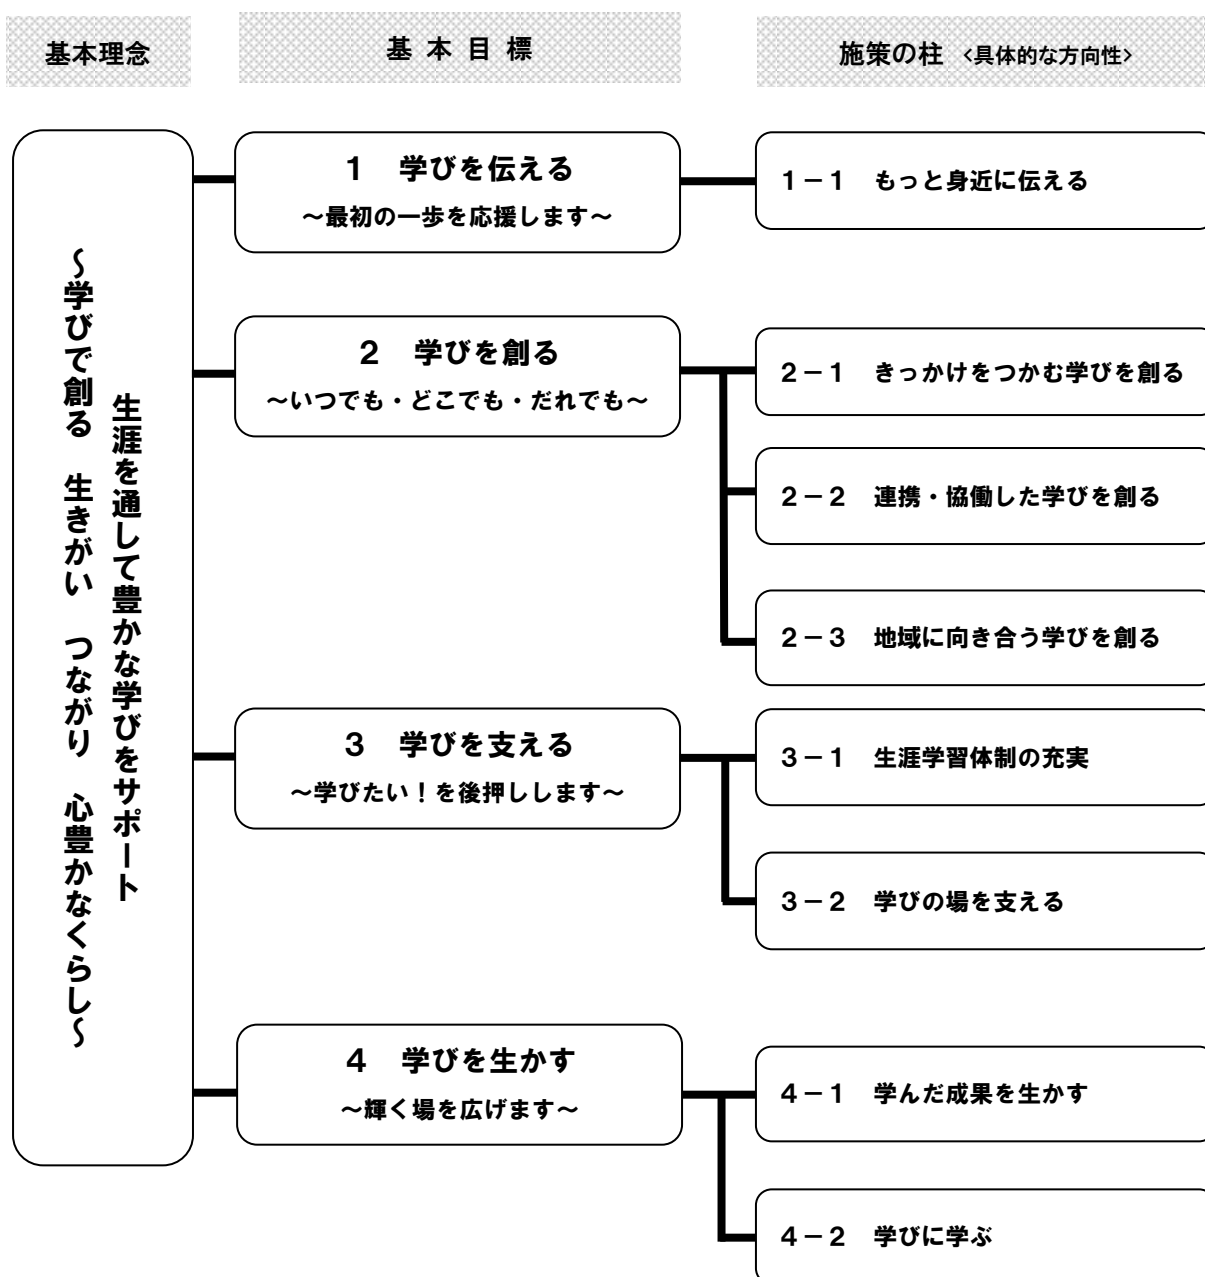 基本理念
基本目標
施策の柱 <具体的な方向性>
生涯を通して豊かな学びをサポート
~学びで創る 生きがい つながり 心豊かなくらし~
1 学びを伝える
~最初の一歩を応援します~
1-1 もっと身近に伝える
2 学びを創る
~いつでも・どこでも・だれでも~
2-1 きっかけをつかむ学びを創る
2-2 連携・協働した学びを創る
2-3 地域に向き合う学びを創る
3 学びを支える
~学びたい!を後押しします~
3-1 生涯学習体制の充実
3-2 学びの場を支える
4 学びを生かす
~輝く場を広げます~
4-1 学んだ成果を生かす
4-2 学びに学ぶ